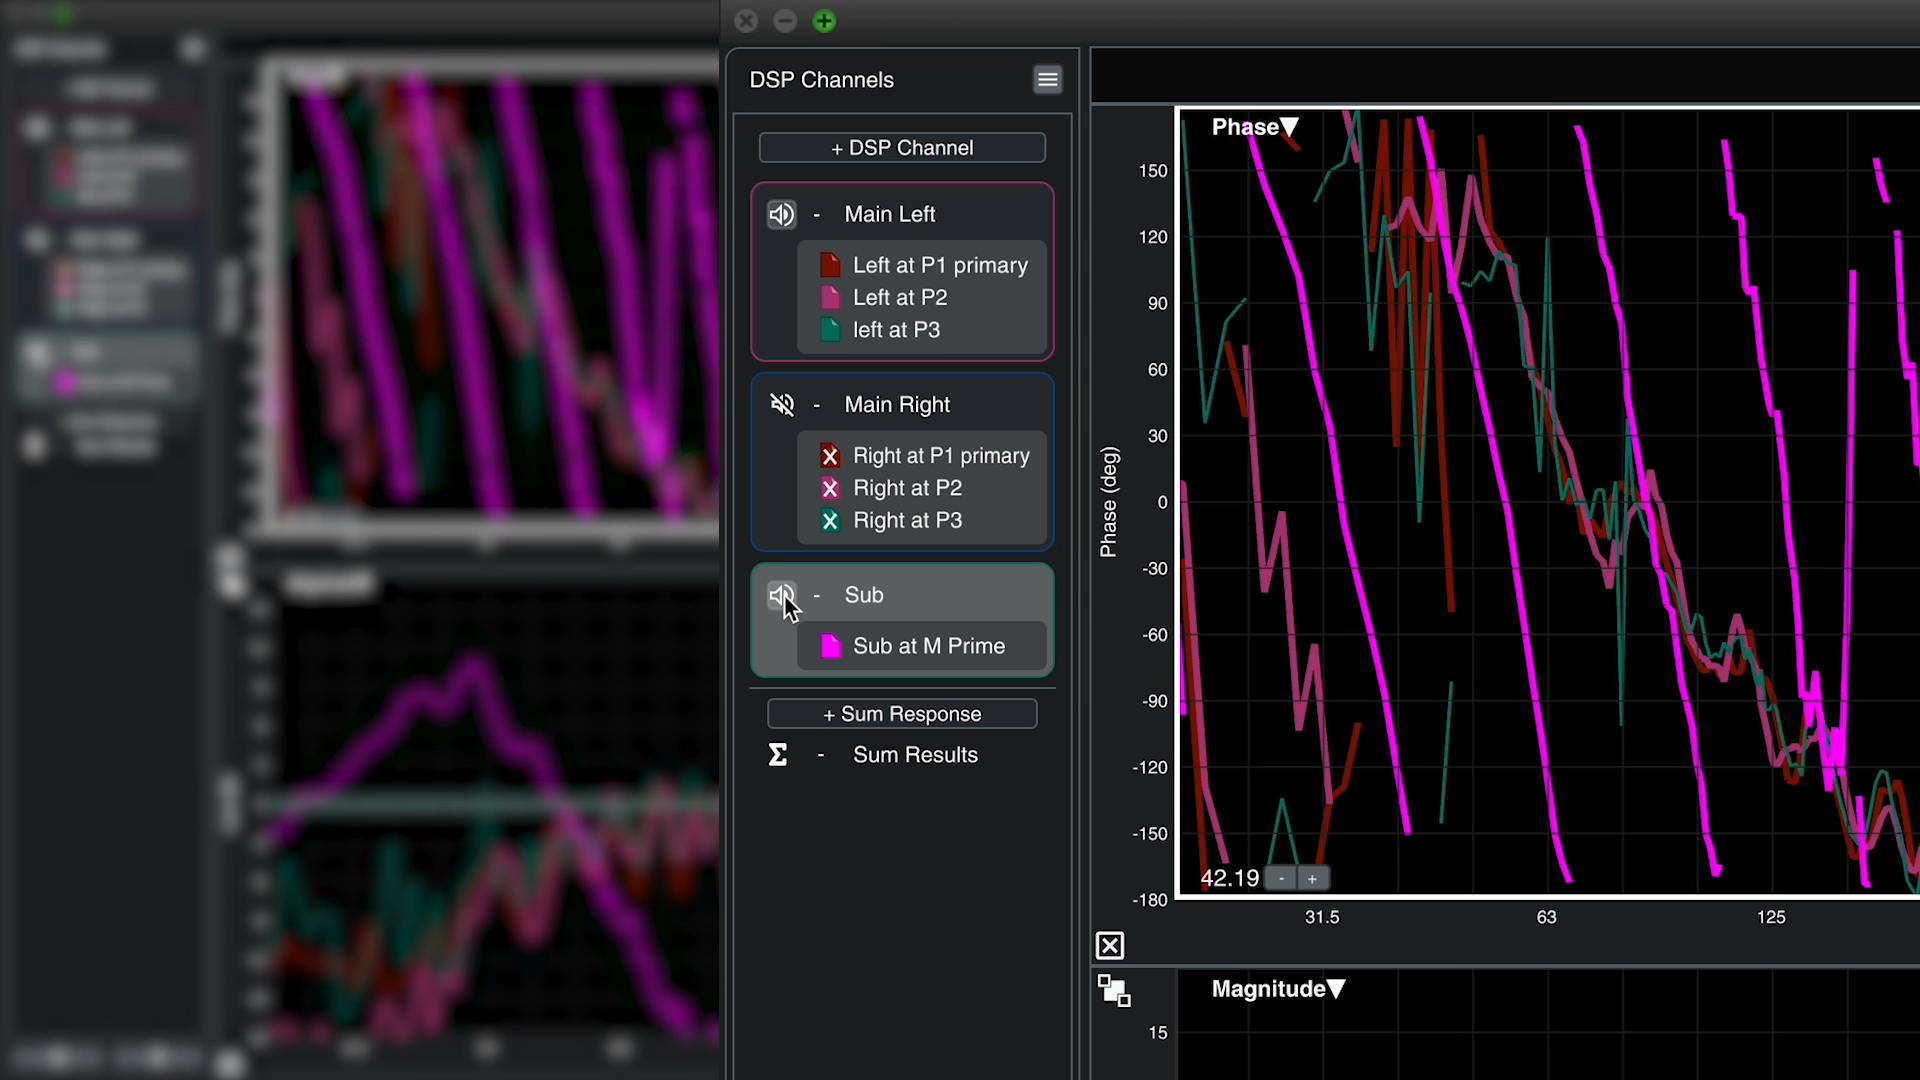 DSP Channels
+ DSP Channel
- Main Left
Left at P1 primary
Left at P2
left at P3
- Main Right
Right at P1 primary
Right at P2
Right at P3
- Sub
Sub at M Prime
+ Sum Response
Σ - Sum Results
Phase
Phase (deg)
150
120
90
60
30
0
-30
-60
-90
-120
-150
-180
42.19 - +
31.5 63 125
Magnitude
15